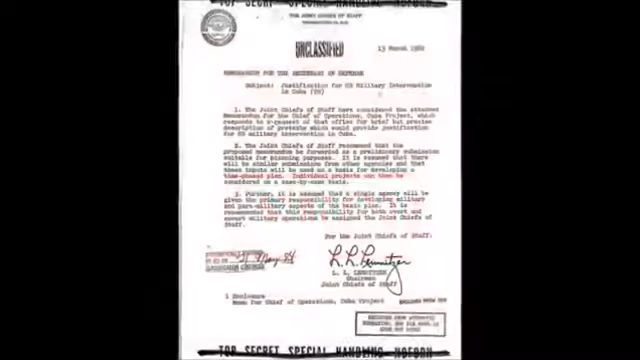 TOP SECRET SPECIAL HANDLING NOFORN
THE JOINT CHIEFS OF STAFF
UNCLASSIFIED
13 March 1962
MEMORANDUM FOR THE SECRETARY OF DEFENSE
Subject: Justification for US Military Intervention
in Cuba (TS)
1. The Joint Chiefs of Staff have considered the attached
Memorandum for the Chief of Operations, Cuba Project, which
responds to a request of that office for brief but precise
description of pretexts which would provide justification
for US military intervention in Cuba.
2. The Joint Chiefs of Staff recommend that the
proposed memorandum be forwarded as a preliminary submission
suitable for planning purposes. It is assumed that there
will be similar submissions from other agencies and that
these inputs will be used as a basis for developing a
time-phased plan. Individual projects can then be
considered on a case-by-case basis.
3. Further, it is assumed that a single agency will be
given the primary responsibility for developing military
and para-military aspects of the basic plan. It is
recommended that this responsibility for both overt and
covert military operations be assigned the Joint Chiefs of
Staff.
For the Joint Chiefs of Staff:
21 May 84
L. L. Lemnitzer
L. L. LEMNITZER
Chairman
Joint Chiefs of Staff
1 Enclosure
Memo for Chief of Operations, Cuba Project
TOP SECRET SPECIAL HANDLING NOFORN